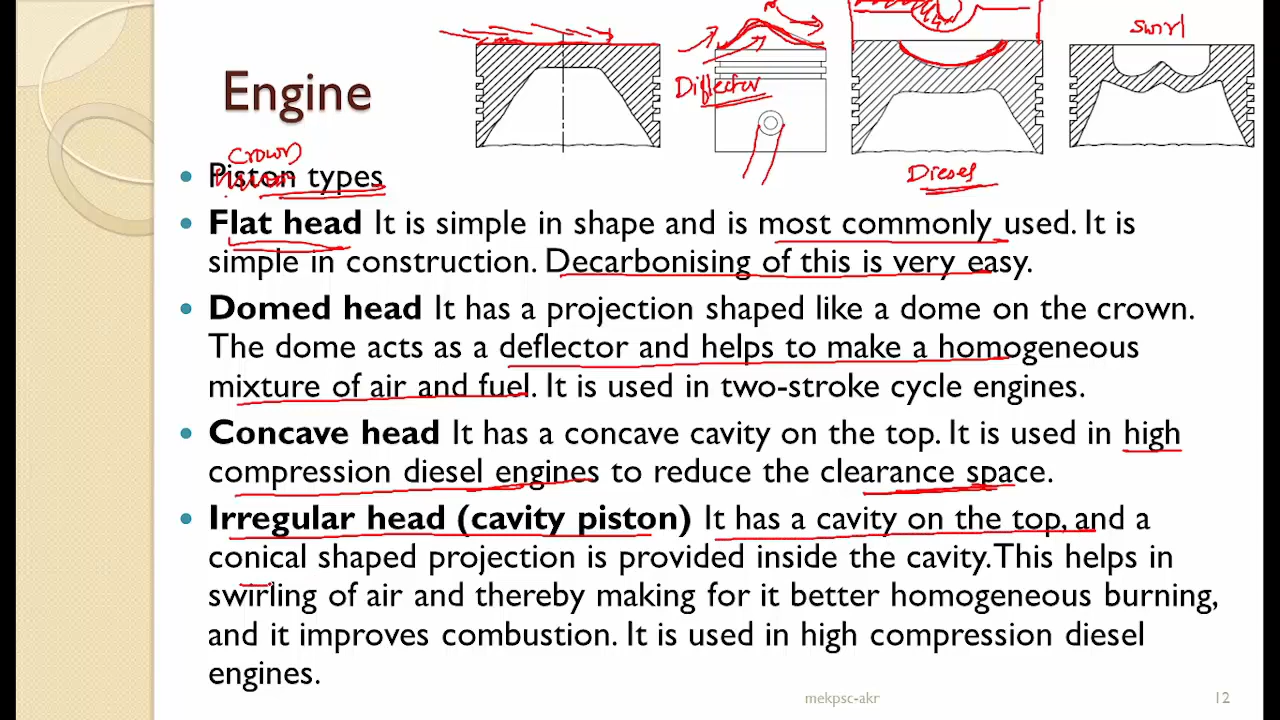 swirl
Engine
Diflector
crown
Diesel
Piston types
Flat head It is simple in shape and is most commonly used. It is
simple in construction. Decarbonising of this is very easy.
Domed head It has a projection shaped like a dome on the crown.
The dome acts as a deflector and helps to make a homogeneous
mixture of air and fuel. It is used in two-stroke cycle engines.
Concave head It has a concave cavity on the top. It is used in high
compression diesel engines to reduce the clearance space.
Irregular head (cavity piston) It has a cavity on the top, and a
conical shaped projection is provided inside the cavity. This helps in
swirling of air and thereby making for it better homogeneous burning,
and it improves combustion. It is used in high compression diesel
engines.
mekpsc-akr 12